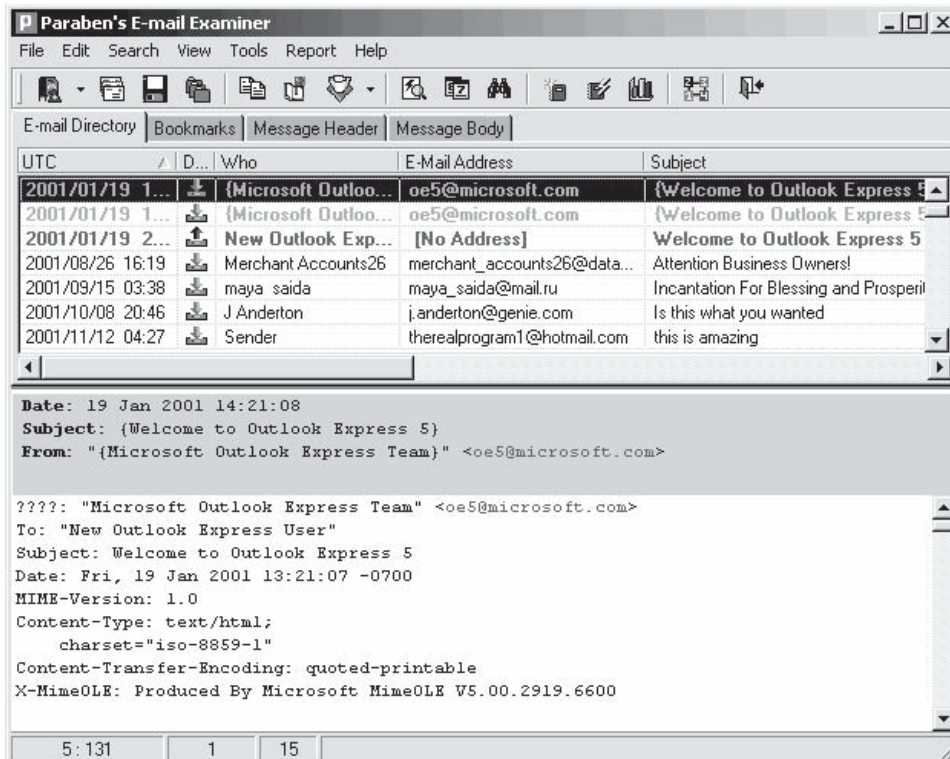 P Paraben's E-mail Examiner
File Edit Search View Tools Report Help
E-mail Directory Bookmarks Message Header Message Body
UTC D... Who E-Mail Address Subject
2001/01/19 1... {Microsoft Outloo... oe5@microsoft.com {Welcome to Outlook Express 5
2001/01/19 1... {Microsoft Outloo... oe5@microsoft.com {Welcome to Outlook Express 5
2001/01/19 2... New Outlook Exp... [No Address] Welcome to Outlook Express 5
2001/08/26 16:19 Merchant Accounts26 merchant_accounts26@data... Attention Business Owners!
2001/09/15 03:38 maya saida maya_saida@mail.ru Incantation For Blessing and Prosperit
2001/10/08 20:46 J Anderton j.anderton@genie.com Is this what you wanted
2001/11/12 04:27 Sender therealprogram1@hotmail.com this is amazing
Date: 19 Jan 2001 14:21:08
Subject: {Welcome to Outlook Express 5}
From: "{Microsoft Outlook Express Team}" <oe5@microsoft.com>
????: "Microsoft Outlook Express Team" <oe5@microsoft.com>
To: "New Outlook Express User"
Subject: Welcome to Outlook Express 5
Date: Fri, 19 Jan 2001 13:21:07 -0700
MIME-Version: 1.0
Content-Type: text/html;
charset="iso-8859-1"
Content-Transfer-Encoding: quoted-printable
X-MimeOLE: Produced By Microsoft MimeOLE V5.00.2919.6600
5:131 1 15